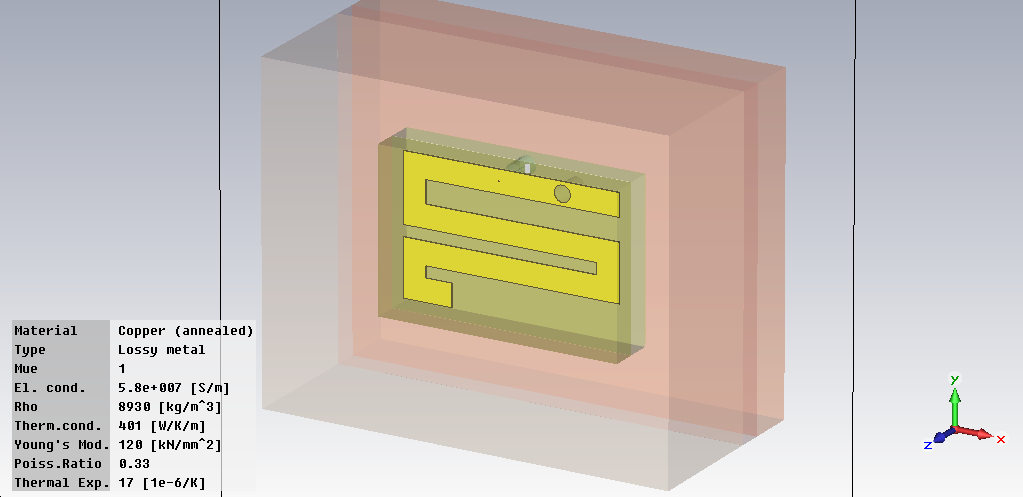 Material Copper (annealed)
Type Lossy metal
Mue 1
El. cond. 5.8e+007 [S/m]
Rho 8930 [kg/m^3]
Therm.cond. 401 [W/K/m]
Young's Mod. 120 [kN/mm^2]
Poiss.Ratio 0.33
Thermal Exp. 17 [1e-6/K]
y
x
z